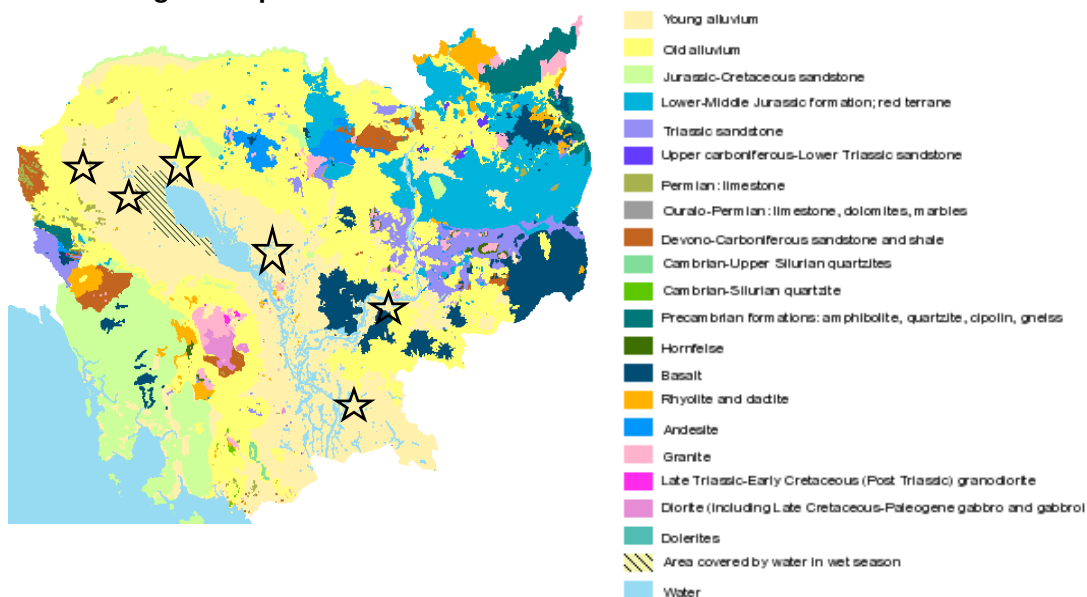 Young alluvium
Old alluvium
Jurassic-Cretaceous sandstone
Lower-Middle Jurassic formation; red terrane
Triassic sandstone
Upper carboniferous-Lower Triassic sandstone
Permian: limestone
Ouralo-Permian: limestone, dolomites, marbles
Devono-Carboniferous sandstone and shale
Cambrian-Upper Silurian quartzites
Cambrian-Silurian quartzite
Precambrian formations: amphibolite, quartzite, cipolin, gneiss
Hornfelse
Basalt
Rhyolite and dactite
Andesite
Granite
Late Triassic-Early Cretaceous (Post Triassic) granodiorite
Diorite (including Late Cretaceous-Paleogene gabbro and gabbroi
Dolerites
Area covered by water in wet season
Water